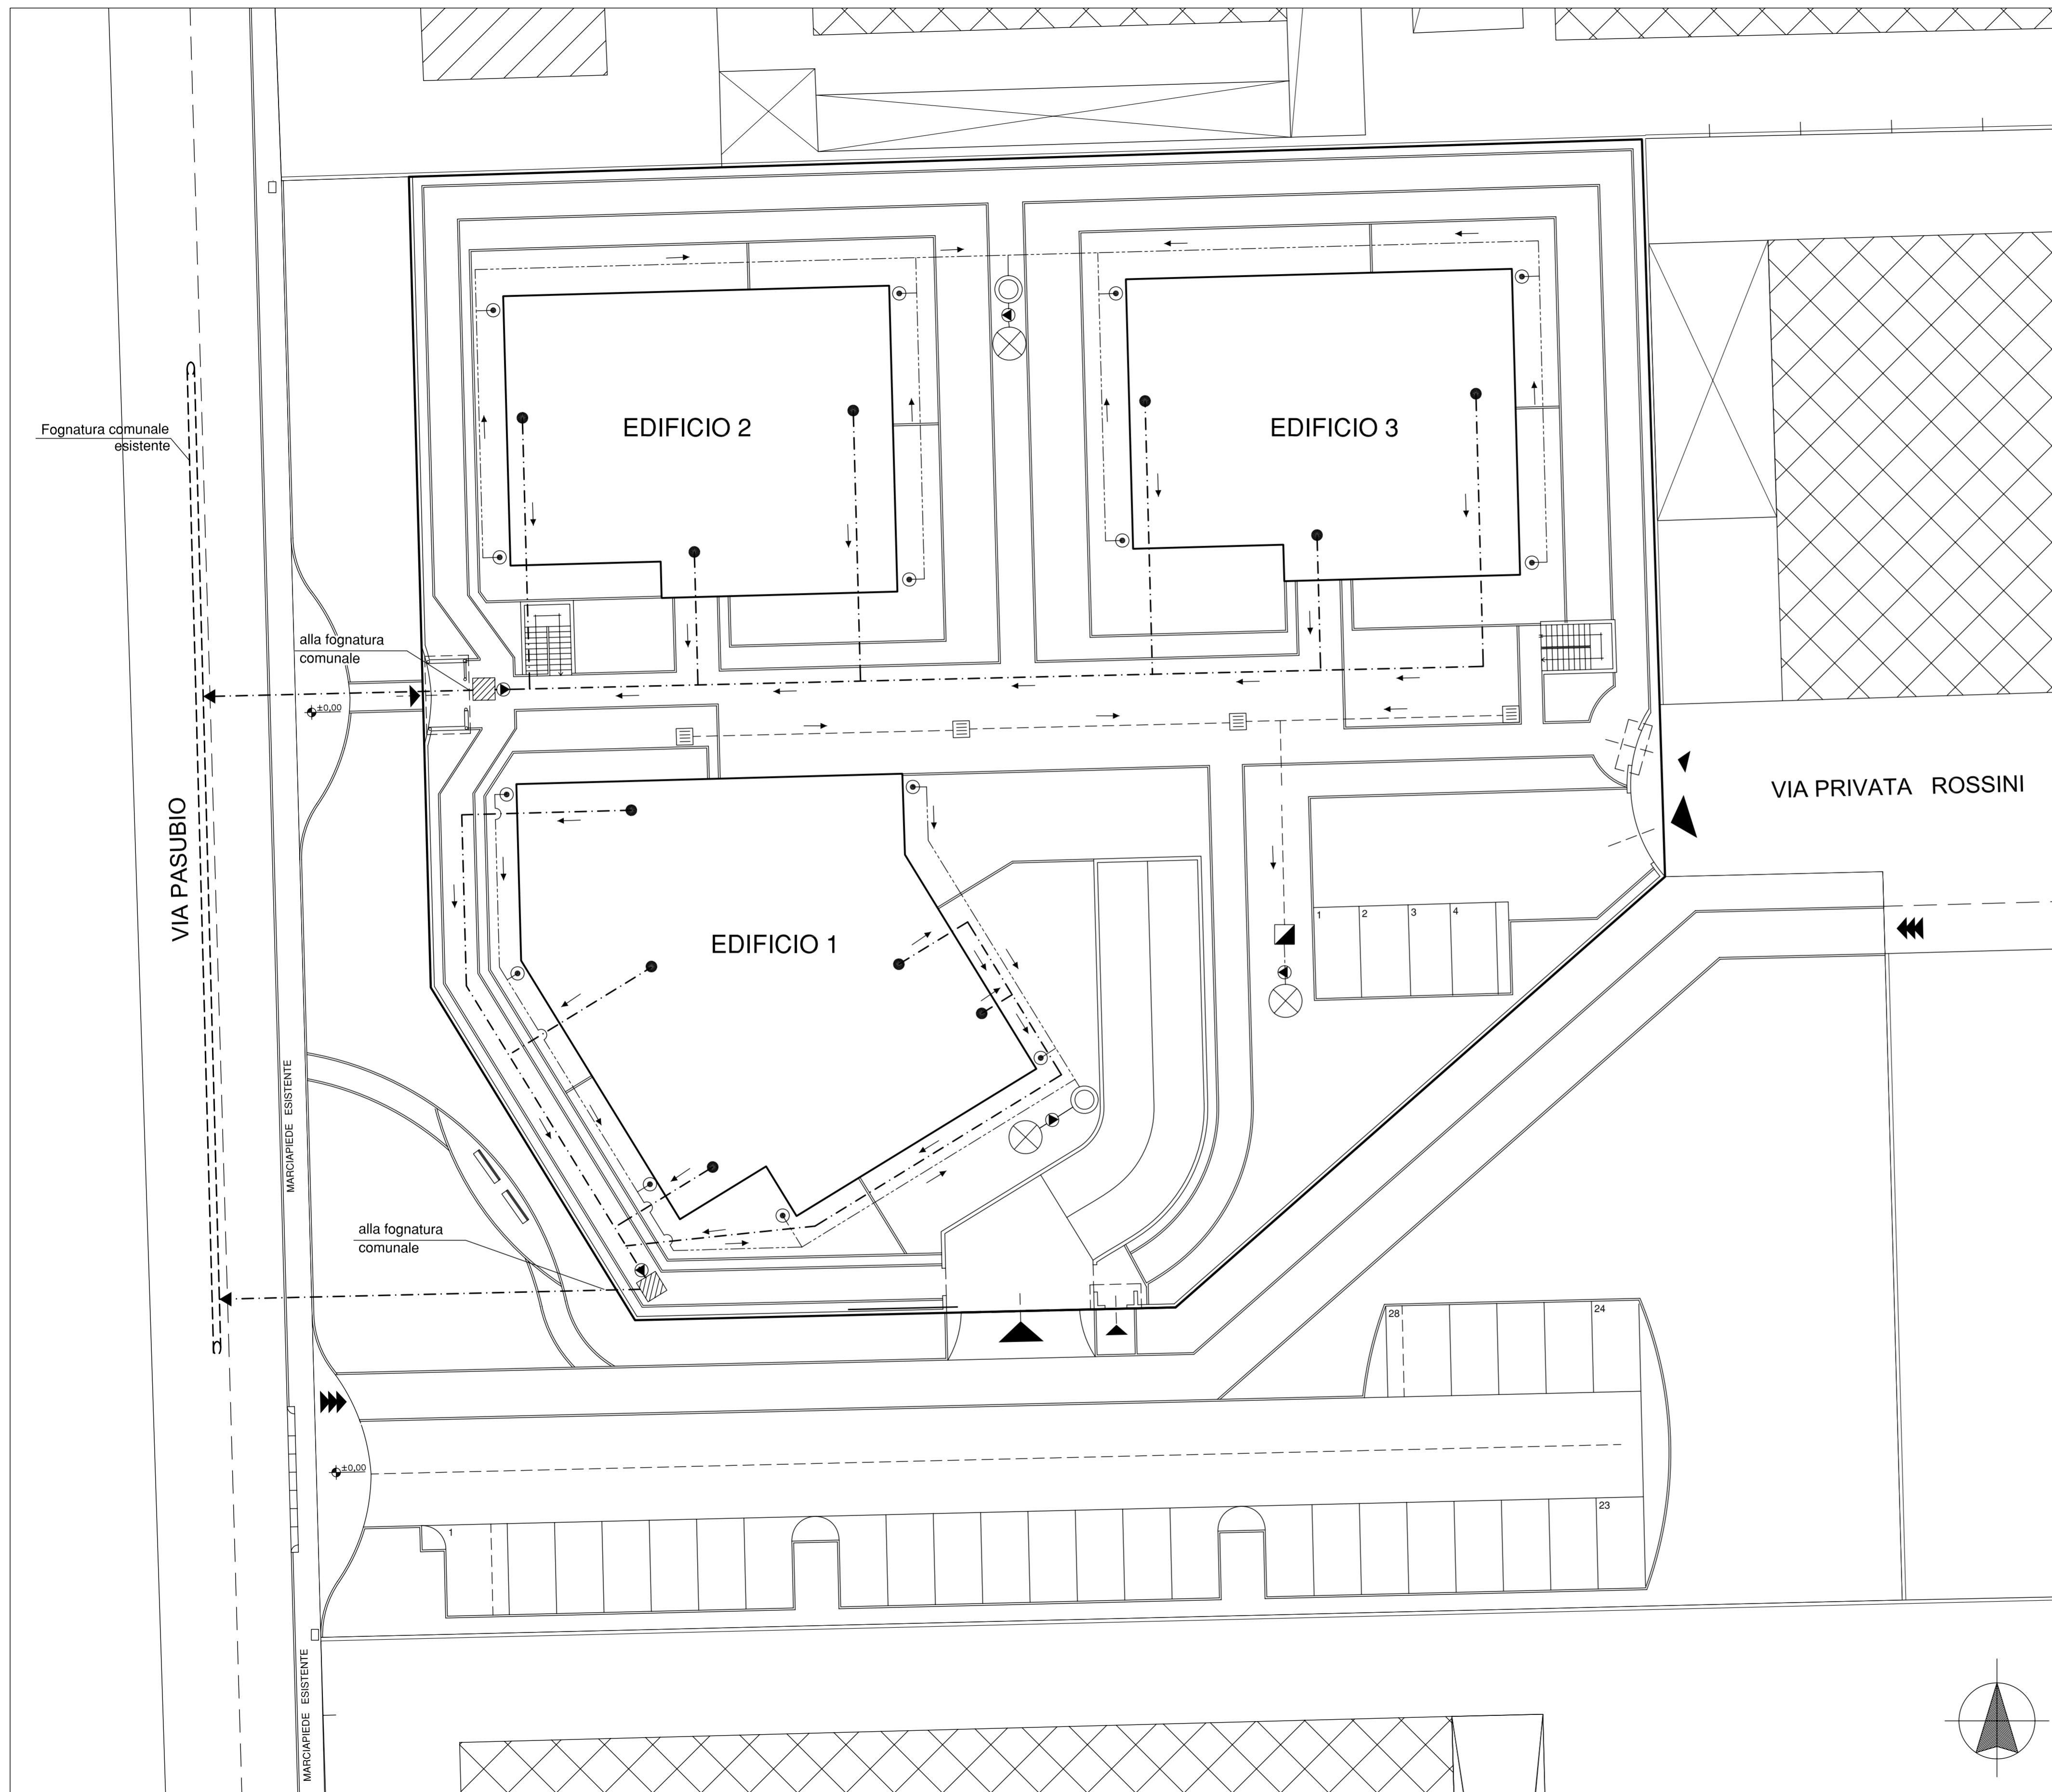 EDIFICIO 2
EDIFICIO 3
Fognatura comunale
esistente
alla fognatura
comunale
±0,00
VIA PRIVATA ROSSINI
VIA PASUBIO
EDIFICIO 1
1
2
3
4
MARCIAPIEDE ESISTENTE
alla fognatura
comunale
28
24
±0,00
1
23
MARCIAPIEDE ESISTENTE